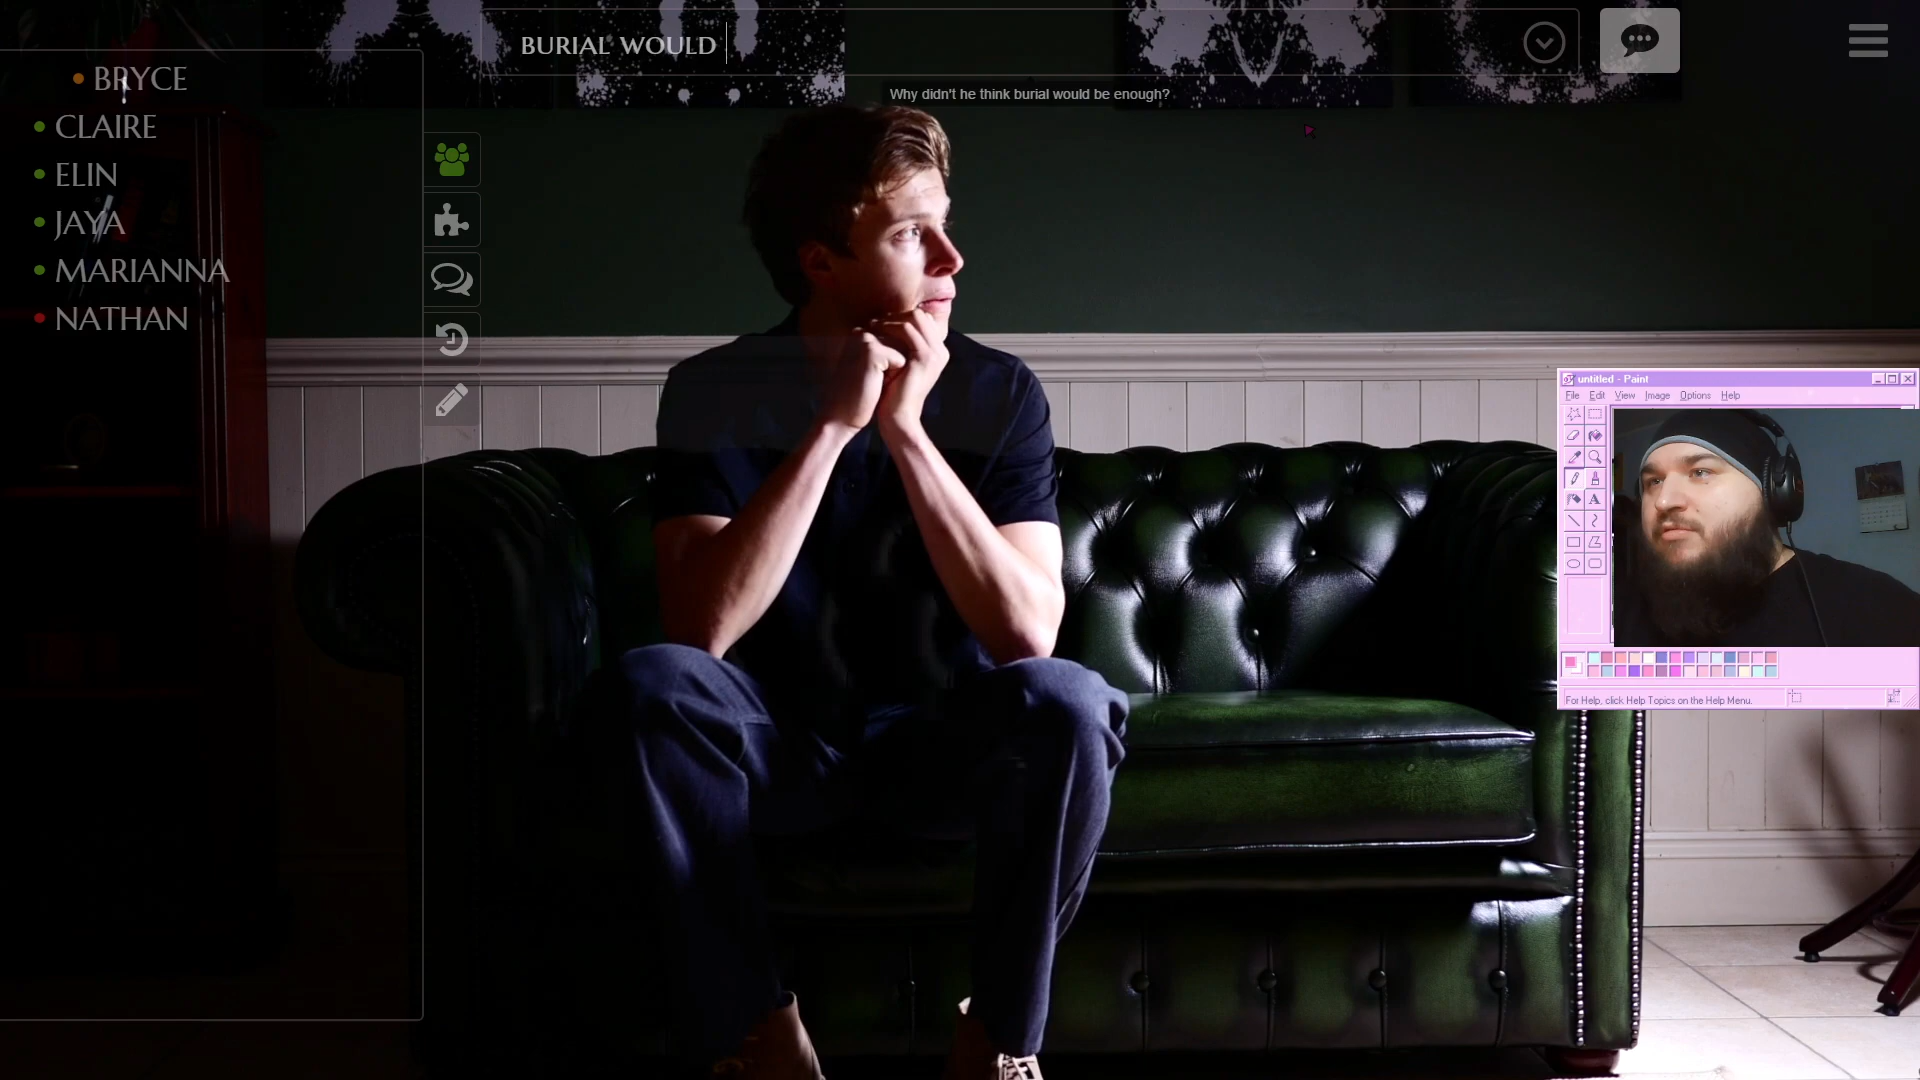 BURIAL WOULD
Why didn't he think burial would be enough?
BRYCE
CLAIRE
ELIN
JAYA
MARIANNA
NATHAN
untitled - Paint
File Edit View Image Options Help
A
For Help, click Help Topics on the Help Menu.